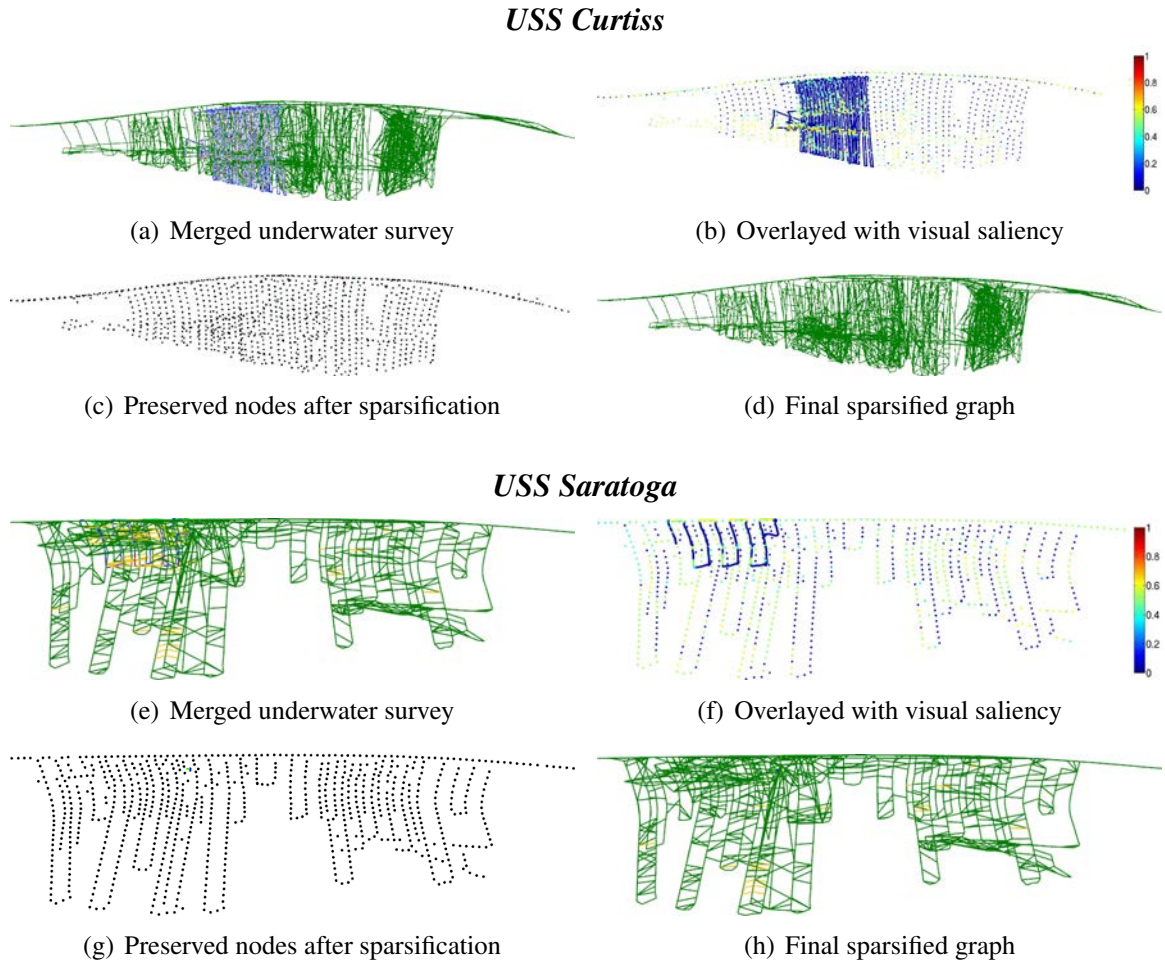 USS Curtiss
1
0.8
0.6
0.4
0.2
0
(a) Merged underwater survey
(b) Overlayed with visual saliency
(c) Preserved nodes after sparsification
(d) Final sparsified graph
USS Saratoga
1
0.8
0.6
0.4
0.2
0
(e) Merged underwater survey
(f) Overlayed with visual saliency
(g) Preserved nodes after sparsification
(h) Final sparsified graph